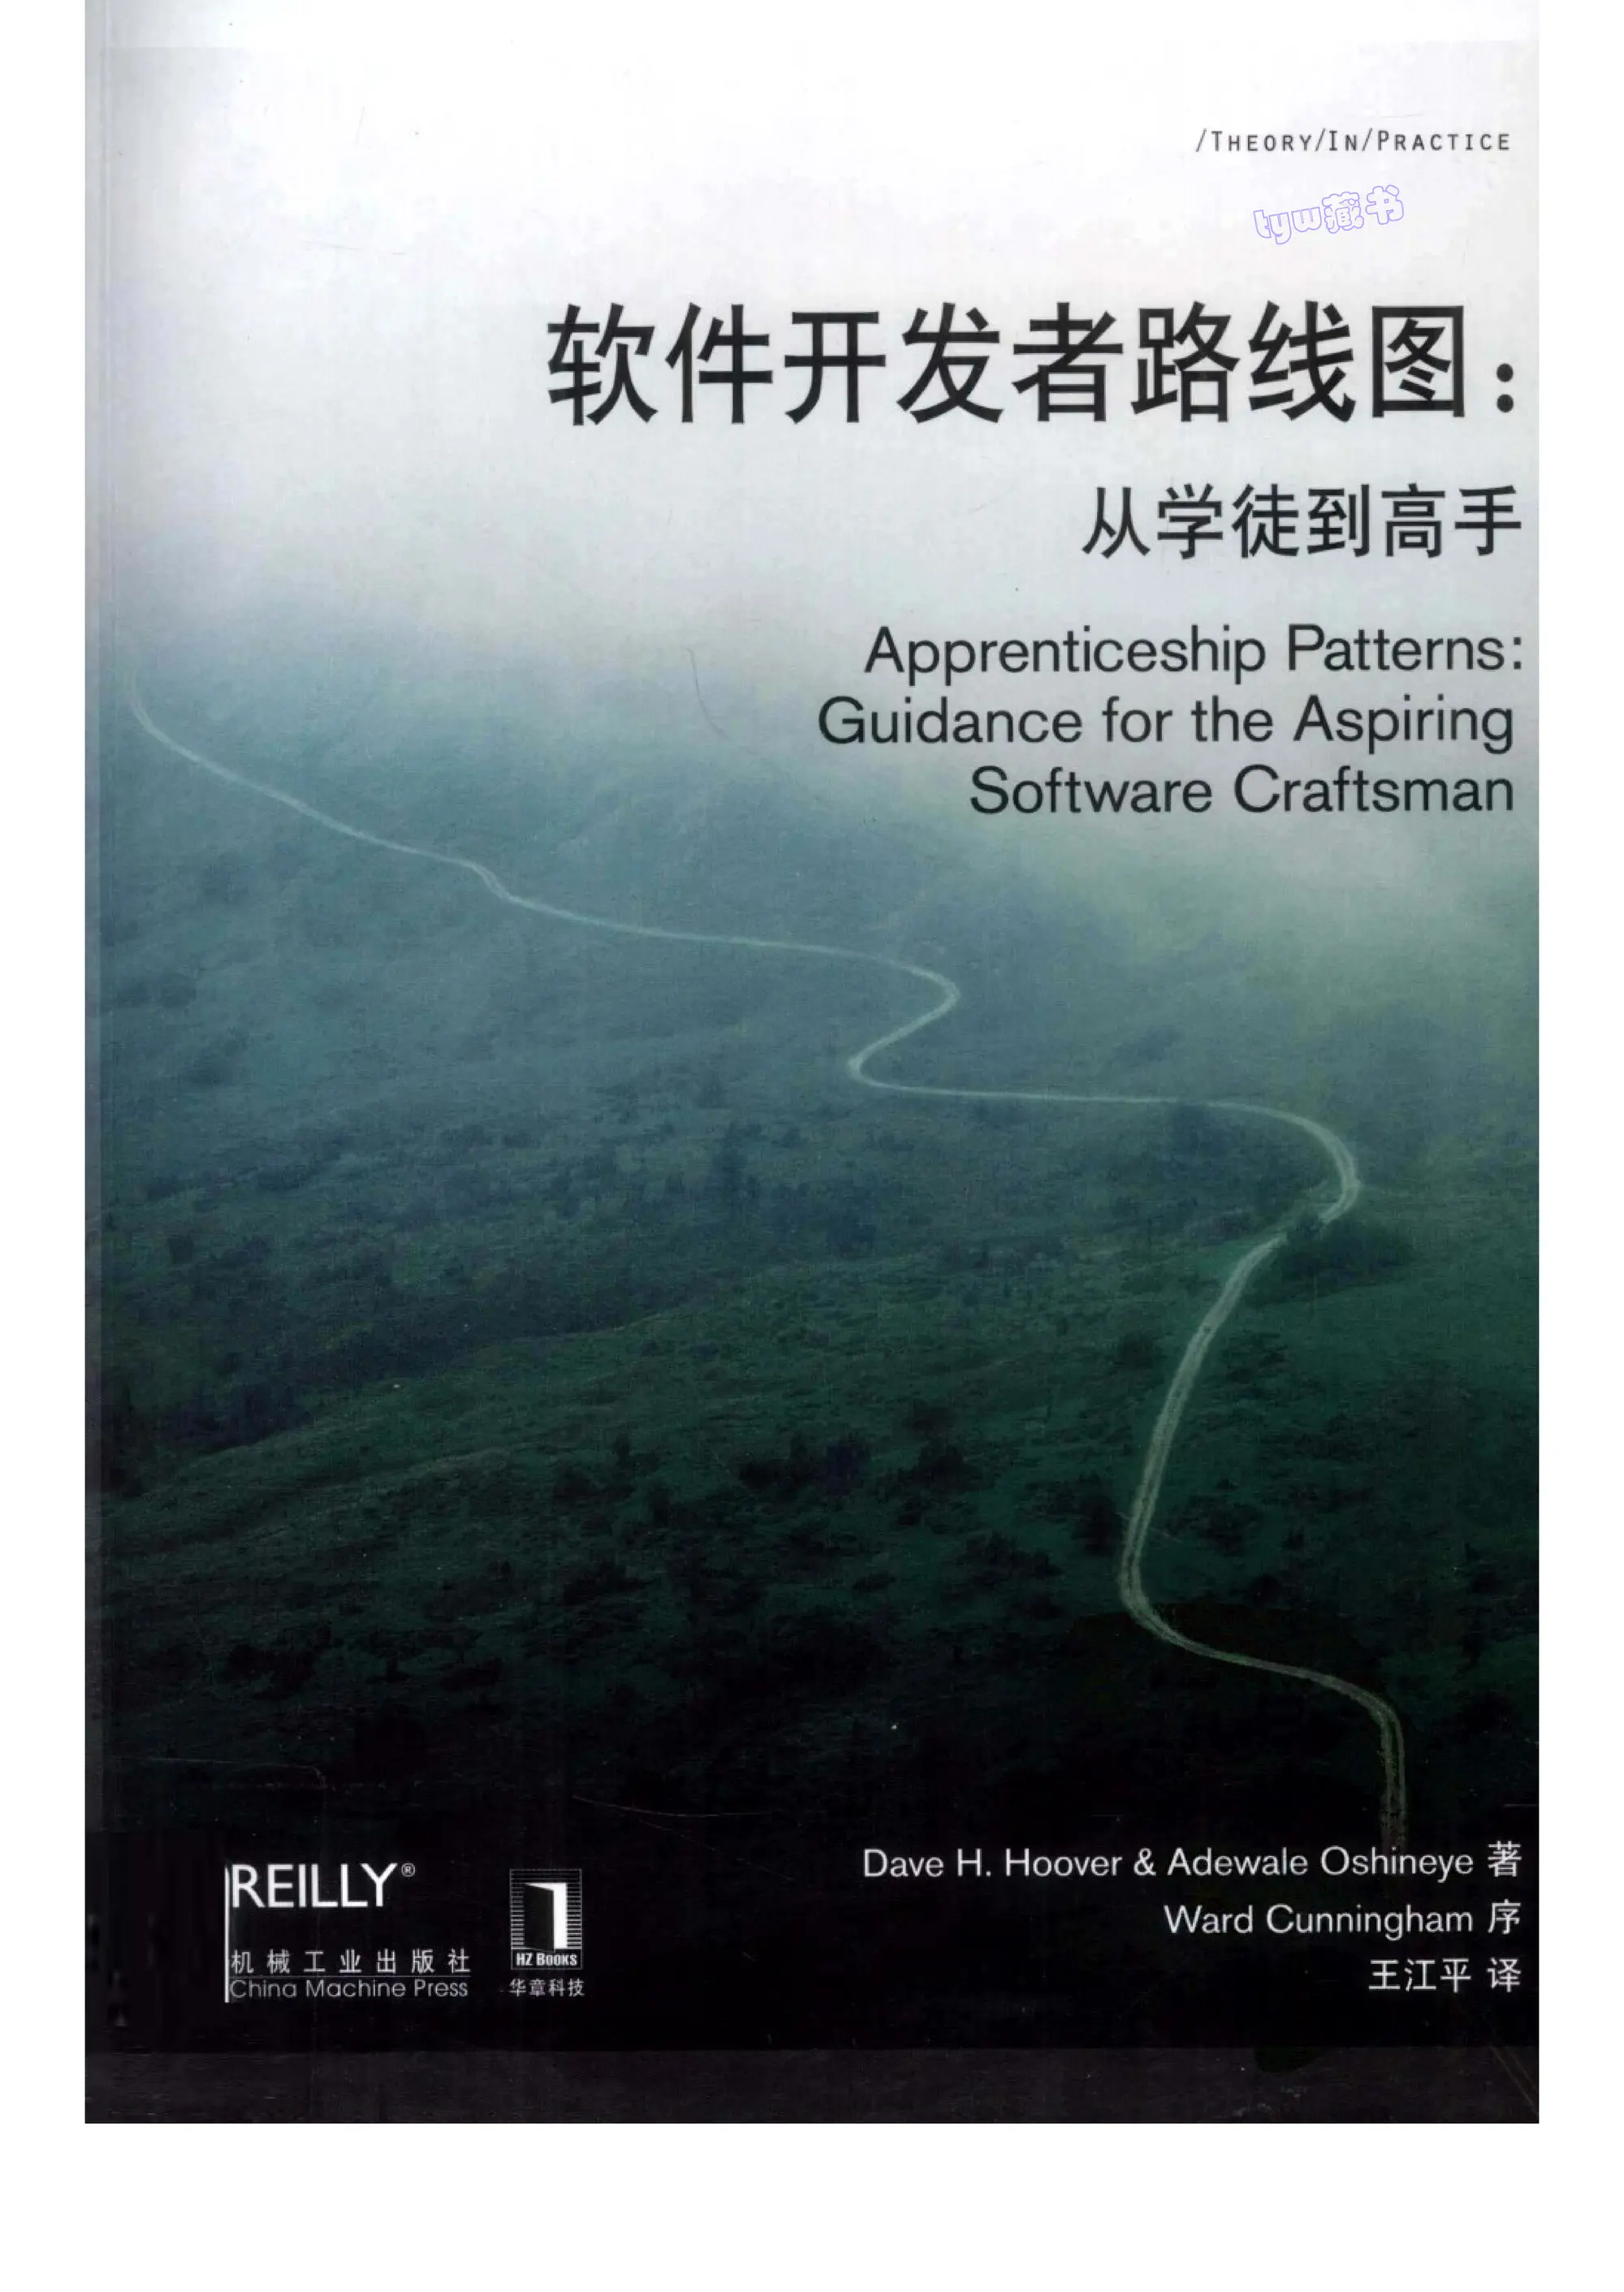 /THEORY/IN/PRACTICE
tyw藏书
软件开发者路线图：
从学徒到高手
Apprenticeship Patterns:
Guidance for the Aspiring
Software Craftsman
Dave H. Hoover & Adewale Oshineye 著
Ward Cunningham 序
王江平 译
REILLY®
机械工业出版社
China Machine Press
HZ BOOKS
华章科技